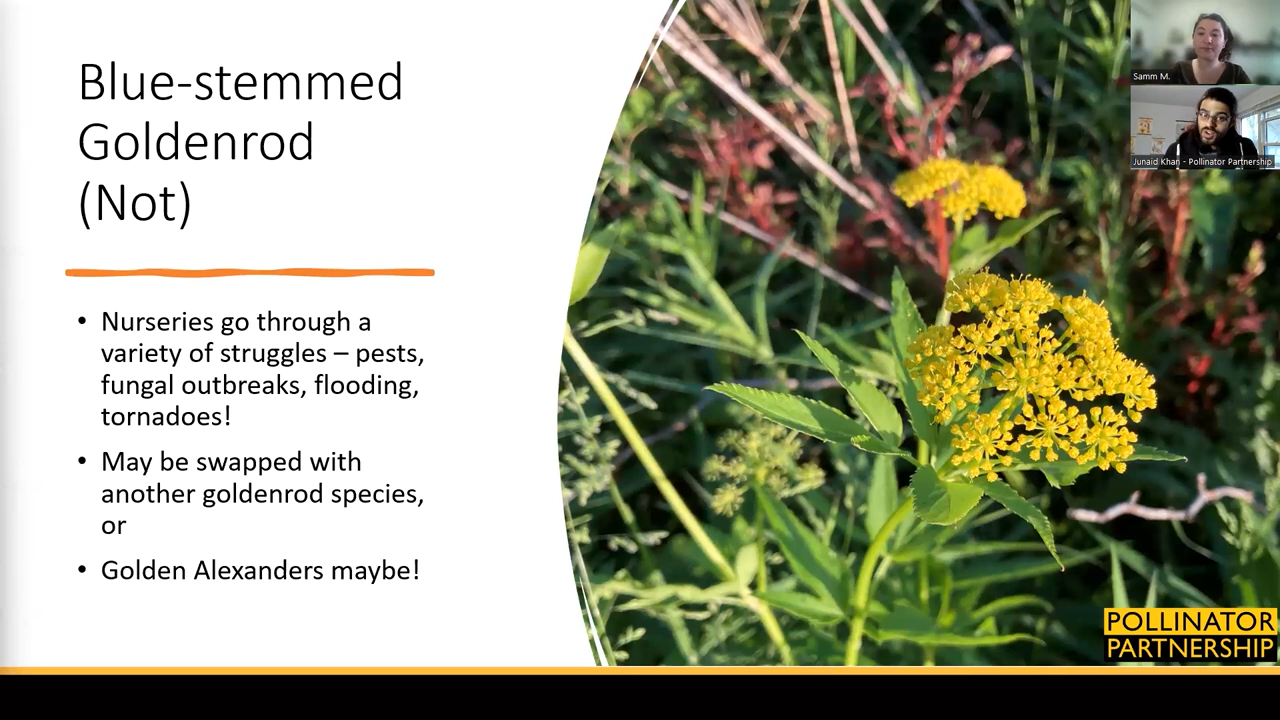 Blue-stemmed
Goldenrod
(Not)
• Nurseries go through a
variety of struggles – pests,
fungal outbreaks, flooding,
tornadoes!
• May be swapped with
another goldenrod species,
or
• Golden Alexanders maybe!
Samm M.
Junaid Khan - Pollinator Partnership
POLLINATOR
PARTNERSHIP